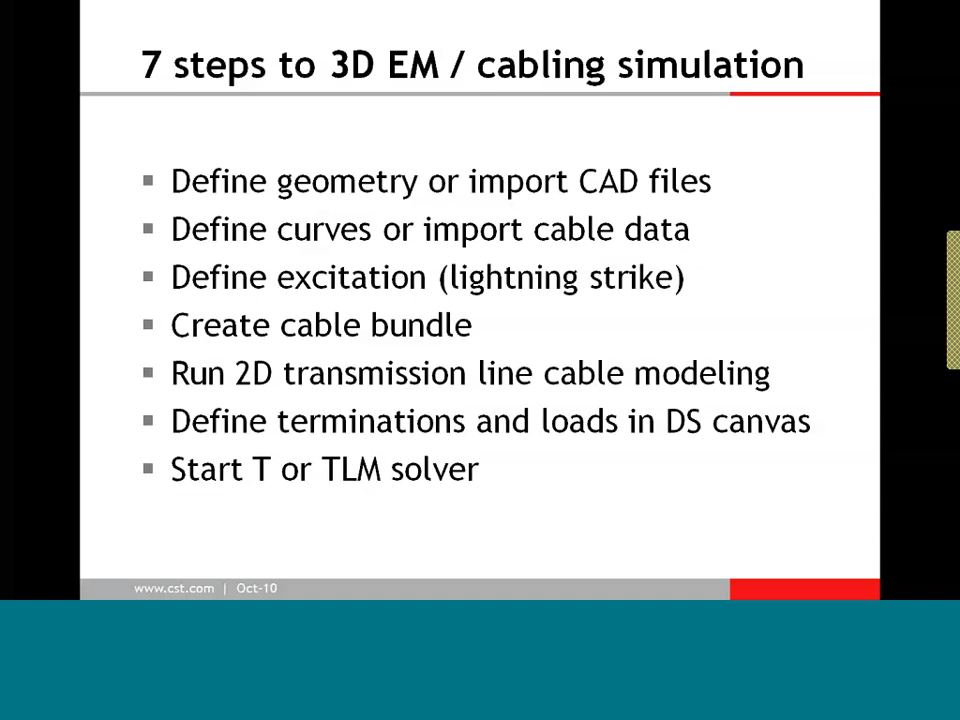 7 steps to 3D EM / cabling simulation
▪ Define geometry or import CAD files
▪ Define curves or import cable data
▪ Define excitation (lightning strike)
▪ Create cable bundle
▪ Run 2D transmission line cable modeling
▪ Define terminations and loads in DS canvas
▪ Start T or TLM solver
www.cst.com | Oct-10